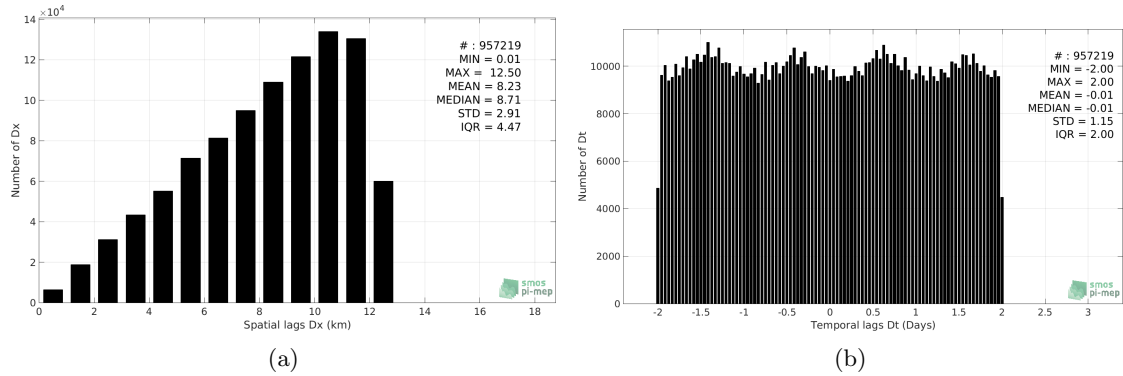 ×10⁴
14
12
10
8
6
4
2
0
Number of Dx
# : 957219
MIN = 0.01
MAX = 12.50
MEAN = 8.23
MEDIAN = 8.71
STD = 2.91
IQR = 4.47
smos
pi-mep
0 2 4 6 8 10 12 14 16 18
Spatial lags Dx (km)
(a)
10000
8000
6000
4000
2000
0
Number of Dt
# : 957219
MIN = -2.00
MAX = 2.00
MEAN = -0.01
MEDIAN = -0.01
STD = 1.15
IQR = 2.00
smos
pi-mep
-2 -1.5 -1 -0.5 0 0.5 1 1.5 2 2.5 3
Temporal lags Dt (Days)
(b)